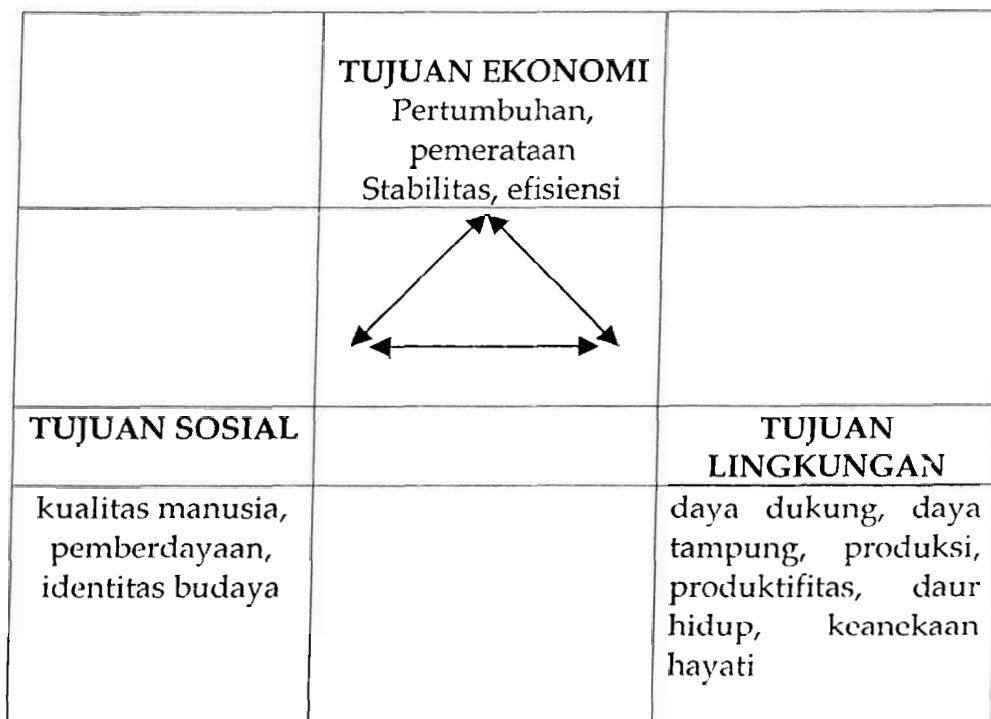 TUJUAN EKONOMI
Pertumbuhan,
pemerataan
Stabilitas, efisiensi
TUJUAN SOSIAL
TUJUAN
LINGKUNGAN
kualitas manusia,
pemberdayaan,
identitas budaya
daya dukung, daya
tampung, produksi,
produktifitas, daur
hidup, keanekaan
hayati